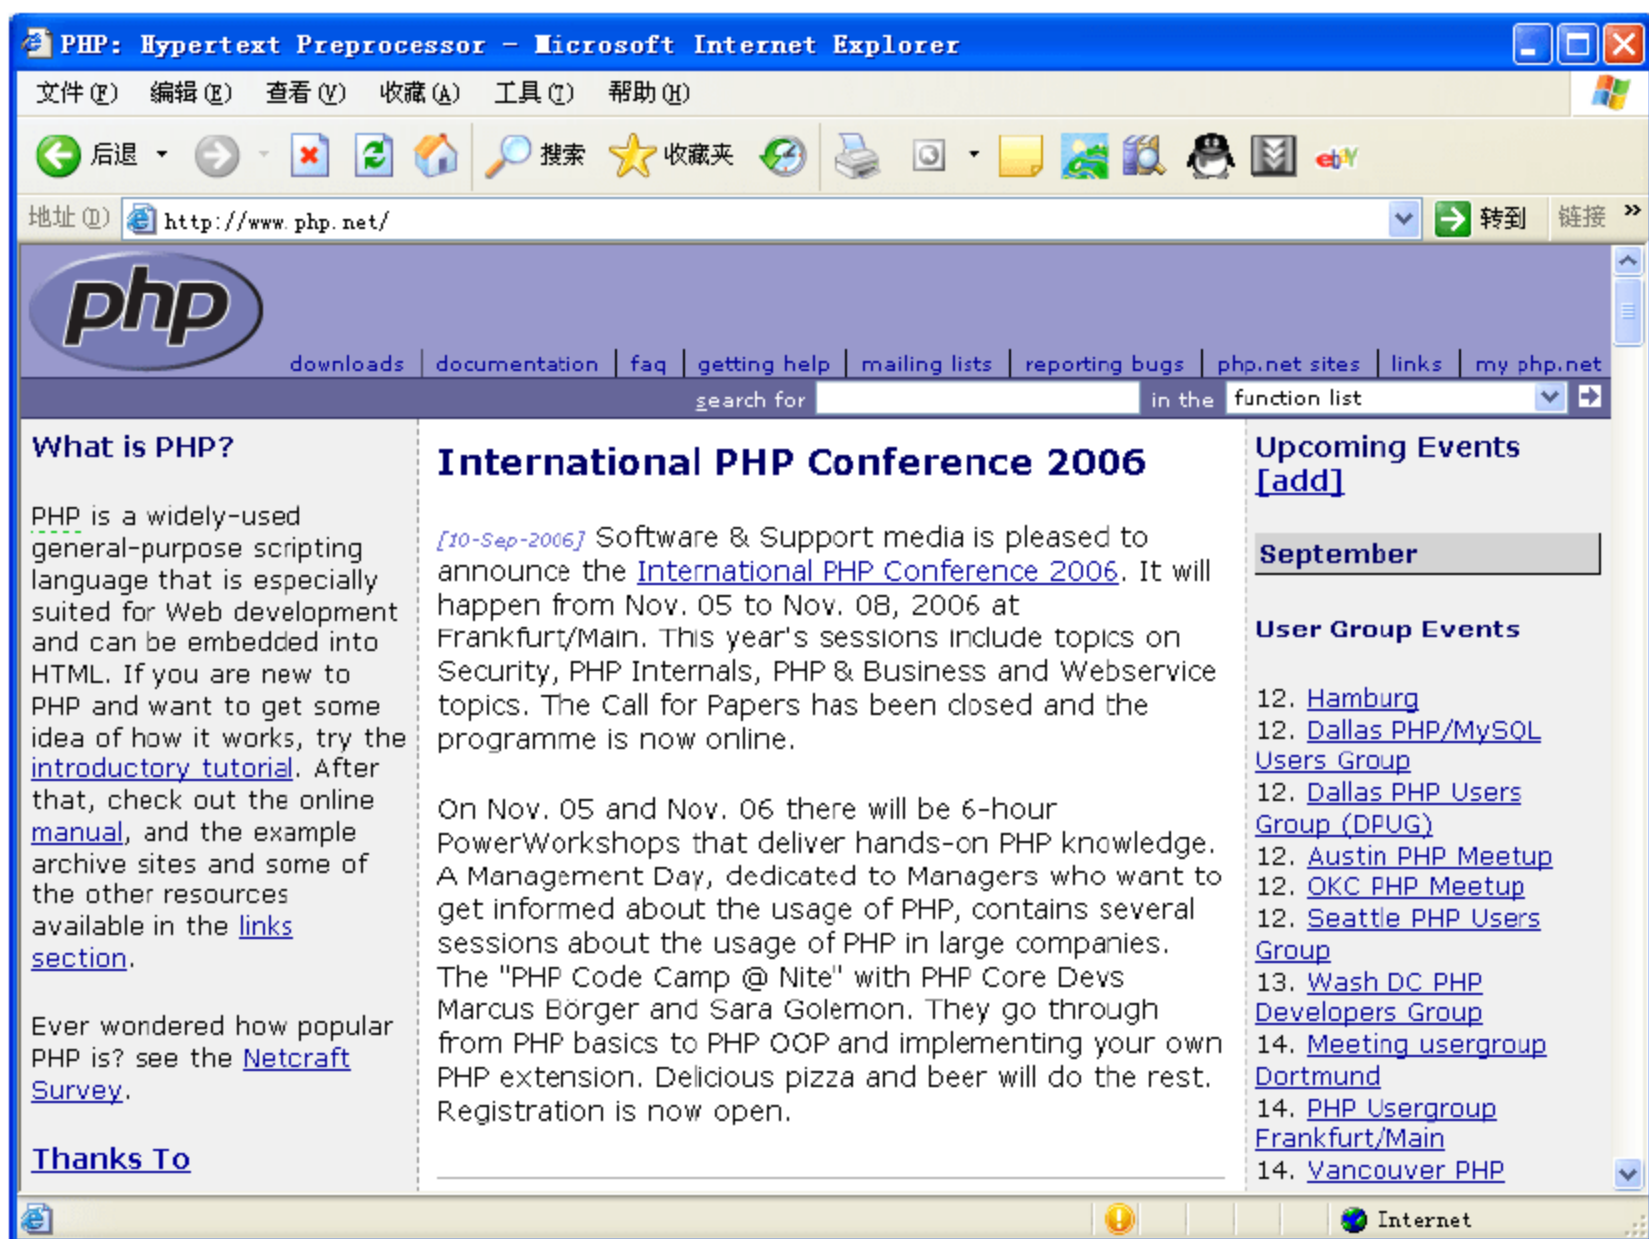 PHP: Hypertext Preprocessor - Microsoft Internet Explorer
文件(F) 编辑(E) 查看(V) 收藏(A) 工具(T) 帮助(H)
后退 搜索 收藏夹 ebY
地址(D) http://www.php.net/ 转到 链接 »
php
downloads | documentation | faq | getting help | mailing lists | reporting bugs | php.net sites | links | my php.net
search for in the function list
What is PHP?
PHP is a widely-used
general-purpose scripting
language that is especially
suited for Web development
and can be embedded into
HTML. If you are new to
PHP and want to get some
idea of how it works, try the
introductory tutorial. After
that, check out the online
manual, and the example
archive sites and some of
the other resources
available in the links
section.
Ever wondered how popular
PHP is? see the Netcraft
Survey.
Thanks To
International PHP Conference 2006
[10-Sep-2006] Software & Support media is pleased to
announce the International PHP Conference 2006. It will
happen from Nov. 05 to Nov. 08, 2006 at
Frankfurt/Main. This year's sessions include topics on
Security, PHP Internals, PHP & Business and Webservice
topics. The Call for Papers has been closed and the
programme is now online.
On Nov. 05 and Nov. 06 there will be 6-hour
PowerWorkshops that deliver hands-on PHP knowledge.
A Management Day, dedicated to Managers who want to
get informed about the usage of PHP, contains several
sessions about the usage of PHP in large companies.
The "PHP Code Camp @ Nite" with PHP Core Devs
Marcus Börger and Sara Golemon. They go through
from PHP basics to PHP OOP and implementing your own
PHP extension. Delicious pizza and beer will do the rest.
Registration is now open.
Upcoming Events
[add]
September
User Group Events
12. Hamburg
12. Dallas PHP/MySQL
Users Group
12. Dallas PHP Users
Group (DPUG)
12. Austin PHP Meetup
12. OKC PHP Meetup
12. Seattle PHP Users
Group
13. Wash DC PHP
Developers Group
14. Meeting usergroup
Dortmund
14. PHP Usergroup
Frankfurt/Main
14. Vancouver PHP
Internet